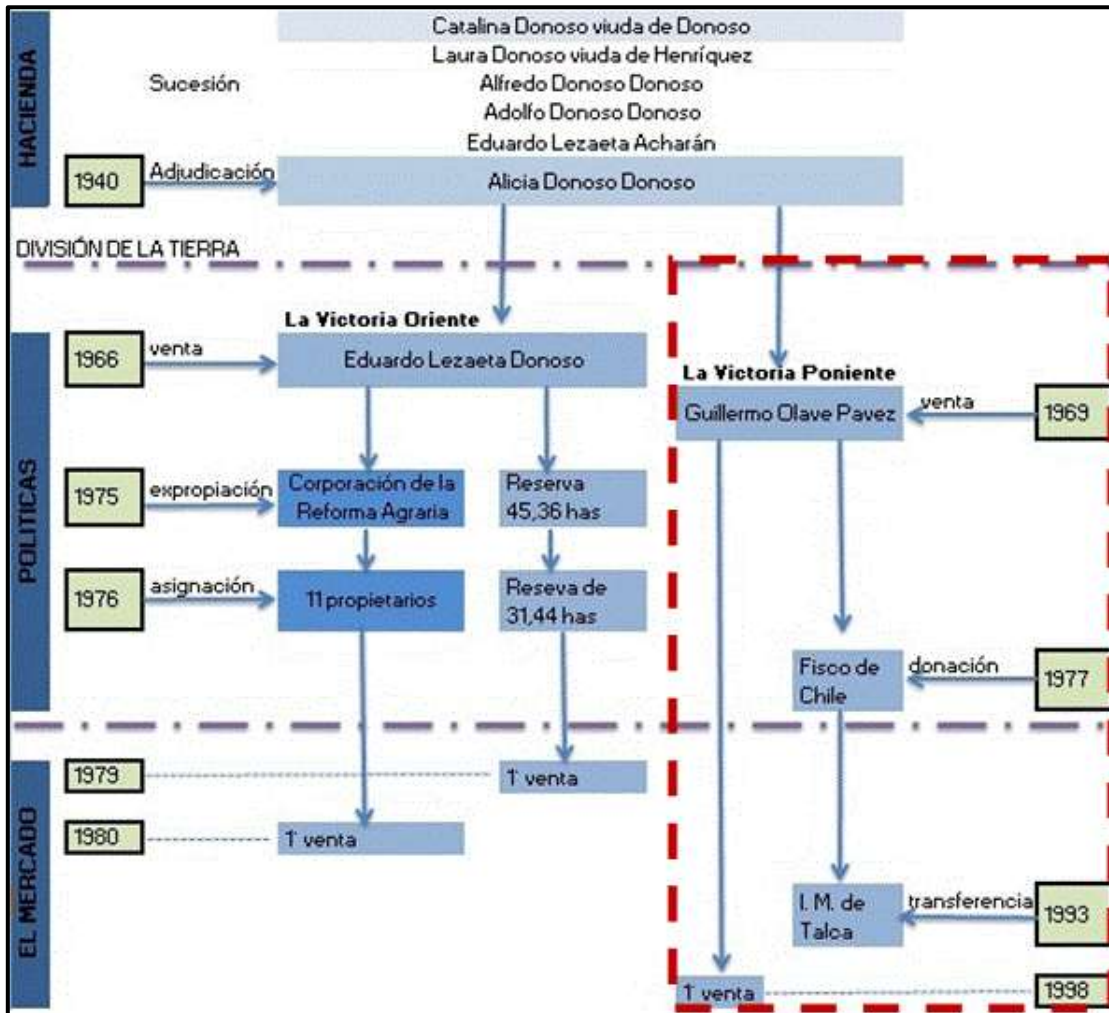 HACIENDA
Catalina Donoso viuda de Donoso
Laura Donoso viuda de Henríquez
Sucesión
Alfredo Donoso Donoso
Adolfo Donoso Donoso
Eduardo Lezaeta Acharán
1940
Adjudicación
Alicia Donoso Donoso
DIVISIÓN DE LA TIERRA
POLITICAS
La Victoria Oriente
1966
venta
Eduardo Lezaeta Donoso
La Victoria Poniente
Guillermo Olave Pavez
venta
1969
1975
expropiación
Corporación de la
Reforma Agraria
Reserva
45,36 has
1976
asignación
11 propietarios
Reseva de
31,44 has
Fisco de
Chile
donación
1977
EL MERCADO
1979
1' venta
1980
1' venta
I. M. de
Talca
transferencia
1993
1' venta
1998